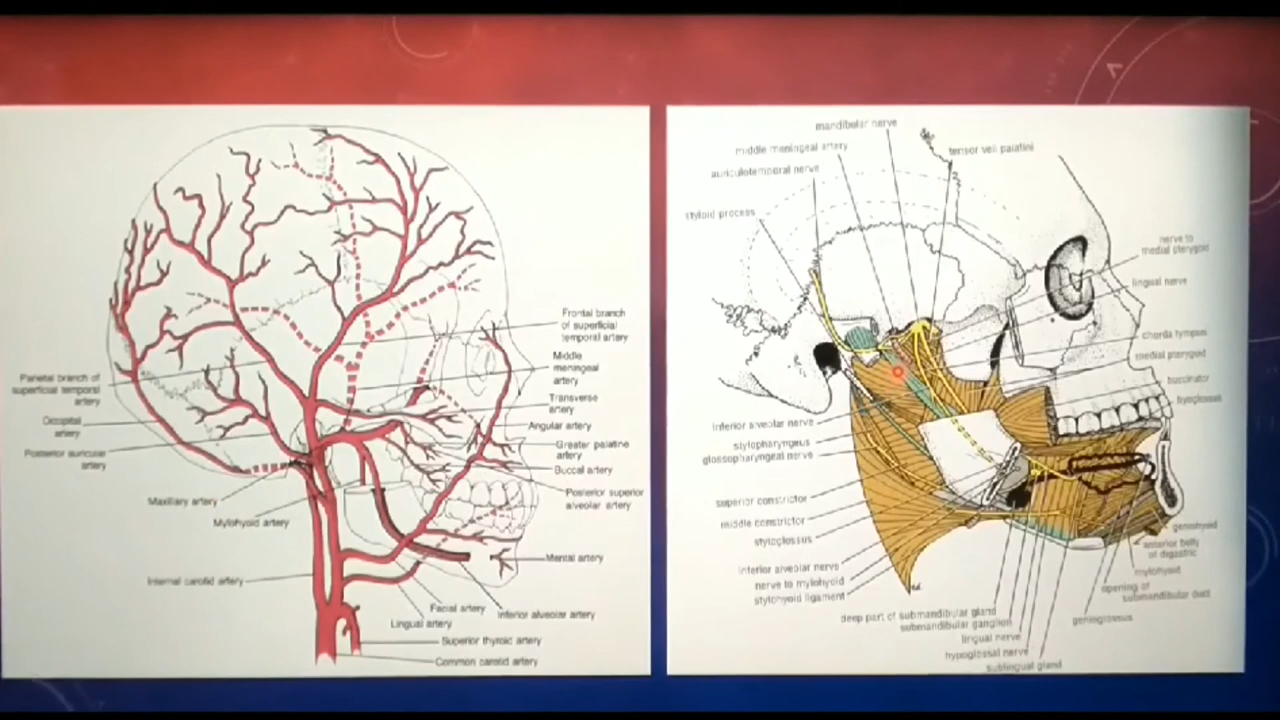 Frontal branch
of superficial
temporal artery
Middle
meningeal
artery
Transverse
artery
Angular artery
Greater palatine
artery
Buccal artery
Posterior superior
alveolar artery
Mental artery
Parietal branch of
superficial temporal
artery
Occipital
artery
Posterior auricular
artery
Maxillary artery
Mylohyoid artery
Internal carotid artery
Facial artery
Inferior alveolar artery
Lingual artery
Superior thyroid artery
Common carotid artery
mandibular nerve
middle meningeal artery
tensor veli palatini
auriculotemporal nerve
styloid process
nerve to
medial pterygoid
lingual nerve
chorda tympani
medial pterygoid
buccinator
hyoglossus
inferior alveolar nerve
stylopharyngeus
glossopharyngeal nerve
superior constrictor
middle constrictor
styloglossus
inferior alveolar nerve
nerve to mylohyoid
stylohyoid ligament
geniohyoid
anterior belly
of digastric
mylohyoid
opening of
submandibular duct
genioglossus
deep part of submandibular gland
submandibular ganglion
lingual nerve
hypoglossal nerve
sublingual gland